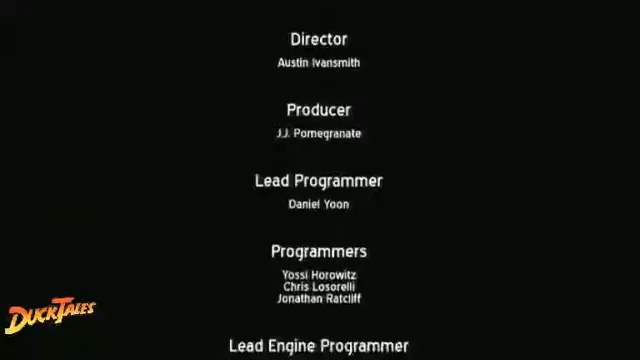 Director
Austin Ivansmith
Producer
J.J. Pomegranate
Lead Programmer
Daniel Yoon
Programmers
Yossi Horowitz
Chris Losorelli
Jonathan Ratcliff
DUCKTALES
Lead Engine Programmer